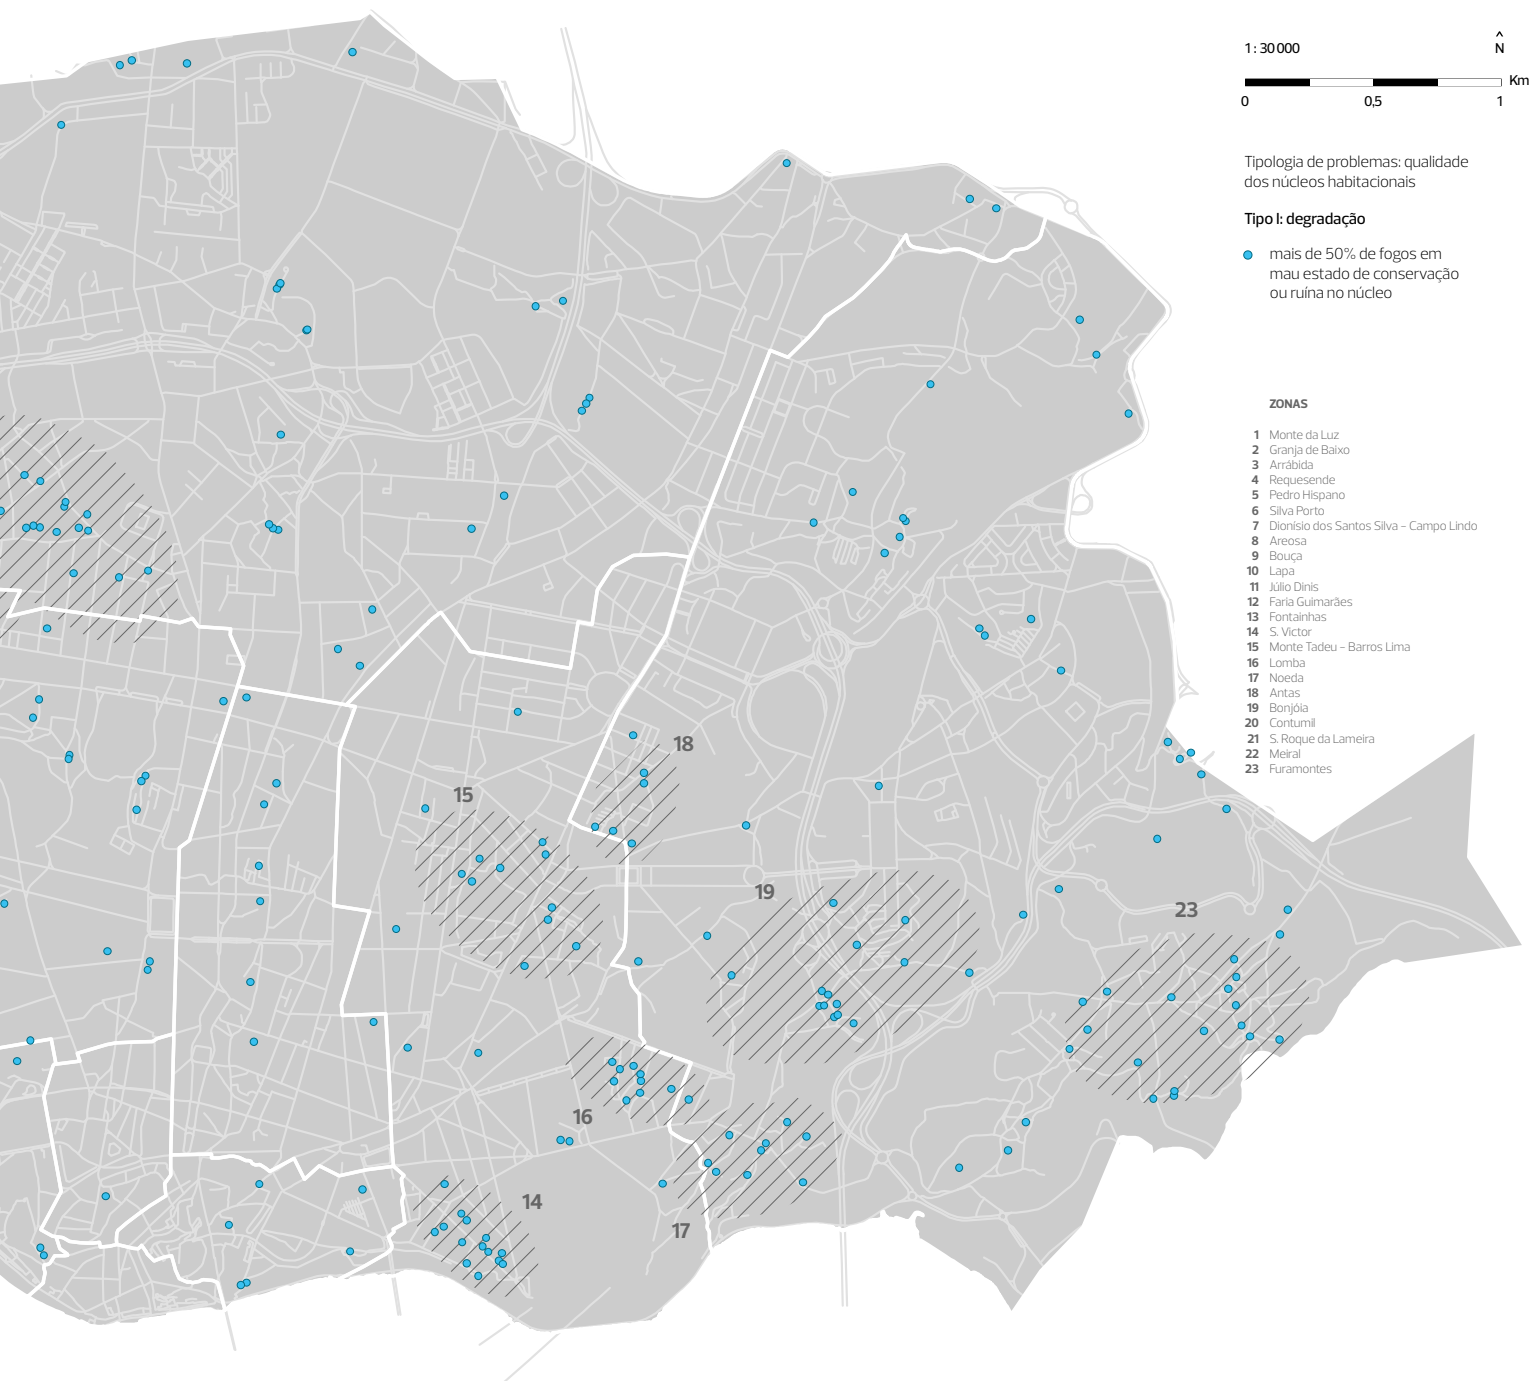 1 : 30 000
N
Km
0 0,5 1
Tipologia de problemas: qualidade
dos núcleos habitacionais
Tipo I: degradação
mais de 50% de fogos em
mau estado de conservação
ou ruína no núcleo
ZONAS
1 Monte da Luz
2 Granja de Baixo
3 Arrábida
4 Requesende
5 Pedro Hispano
6 Silva Porto
7 Dionísio dos Santos Silva – Campo Lindo
8 Areosa
9 Bouça
10 Lapa
11 Júlio Dinis
12 Faria Guimarães
13 Fontainhas
14 S. Victor
15 Monte Tadeu – Barros Lima
16 Lomba
17 Noeda
18 Antas
19 Bonjóia
20 Contumil
21 S. Roque da Lameira
22 Meiral
23 Furamontes
18
15
19
23
16
14
17